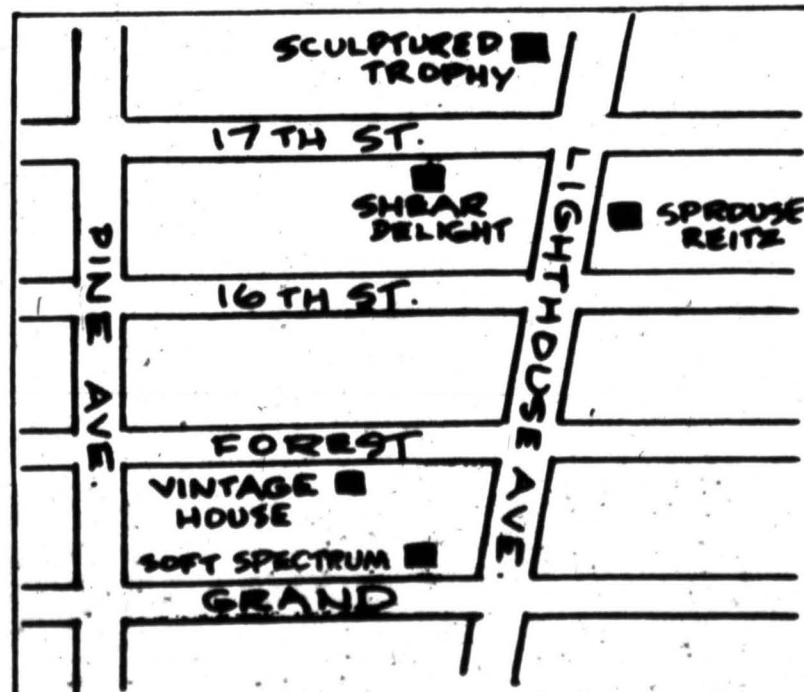 SCULPTURED
TROPHY
17TH ST.
SHEAR
DELIGHT
SPROUSE
REITZ
LIGHTHOUSE AVE.
PINE AVE.
16TH ST.
FOREST
VINTAGE
HOUSE
SOFT SPECTRUM
GRAND